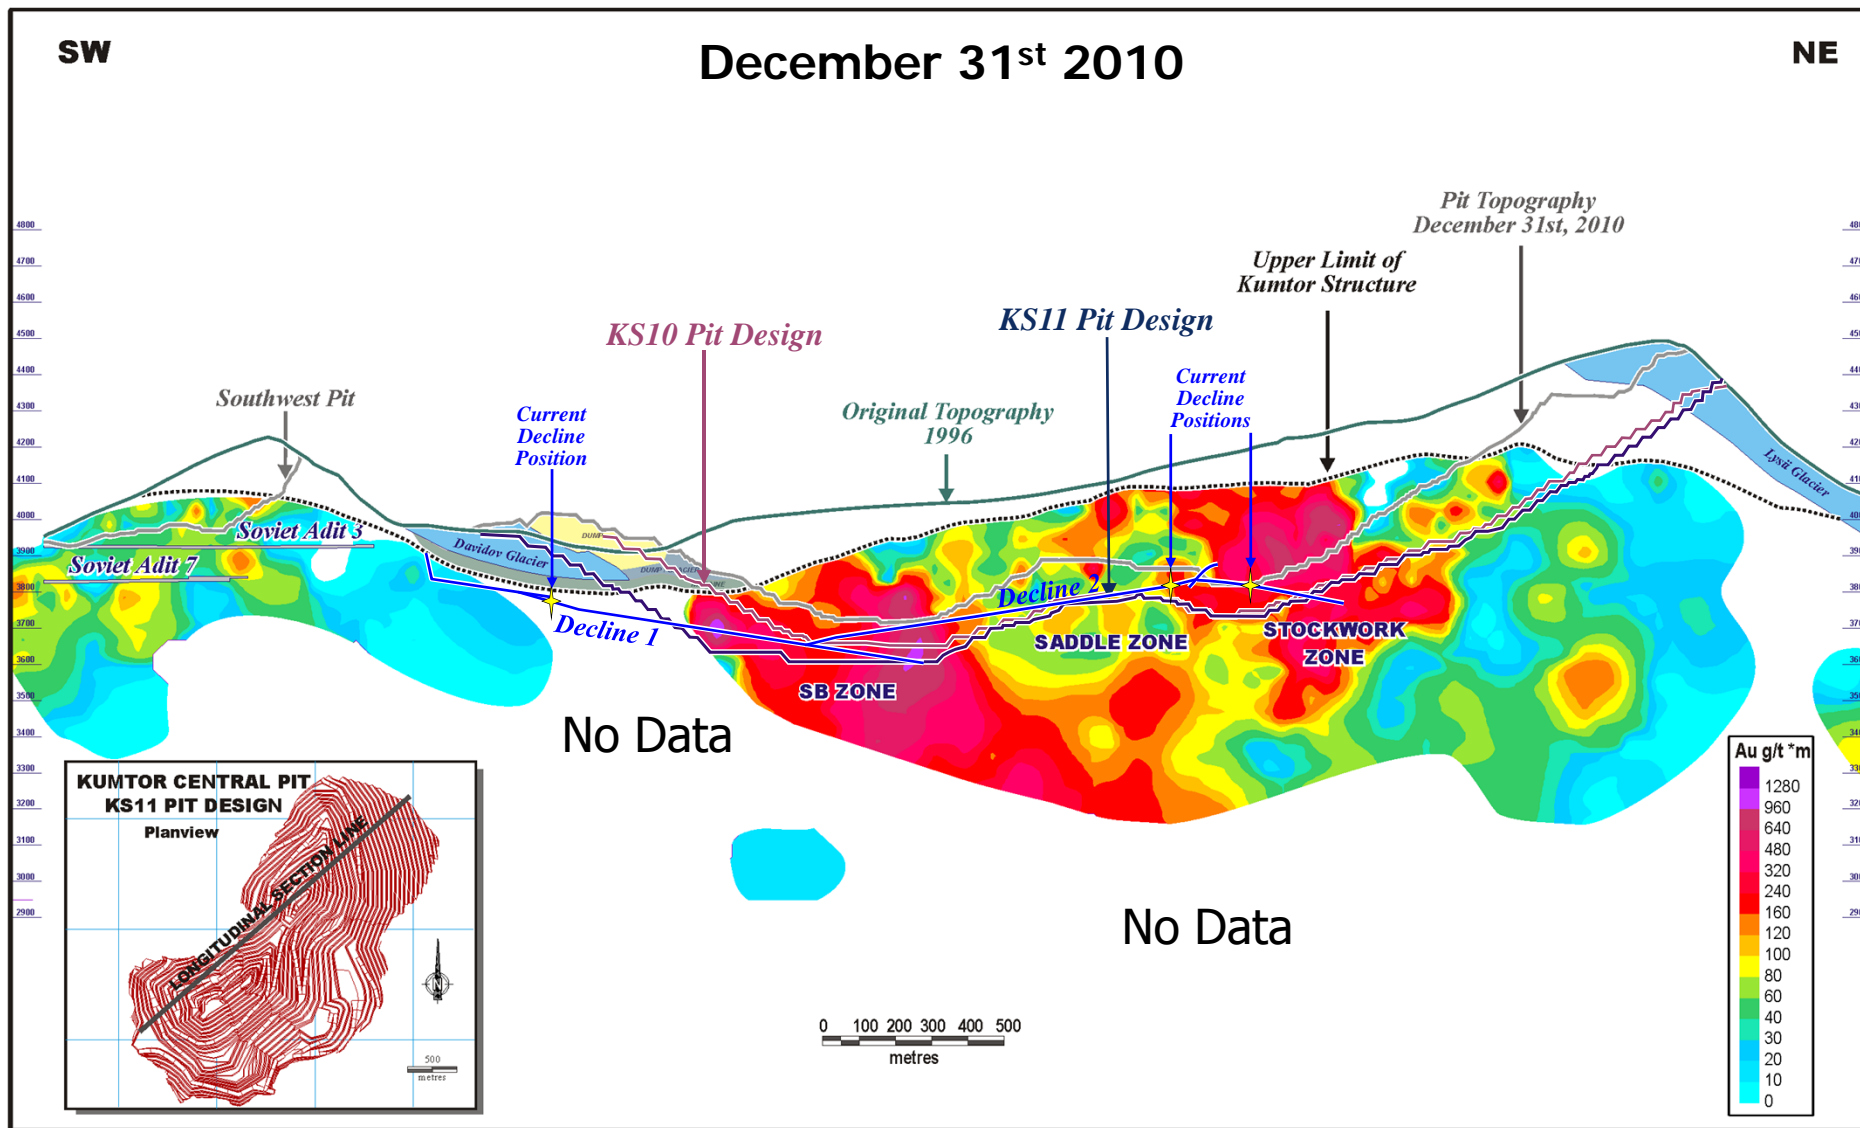 SW
December 31st 2010
NE
Pit Topography
December 31st, 2010
Upper Limit of
Kumtor Structure
KS11 Pit Design
KS10 Pit Design
Current
Decline
Positions
Southwest Pit
Original Topography
1996
Current
Decline
Position
4800
4700
4600
4500
4400
4300
4200
4100
4000
3900
3800
3700
3600
3500
3400
3300
3200
3100
3000
2900
Lysii Glacier
Soviet Adit 3
Soviet Adit 7
Davidov Glacier
DUMP
DUMP
Decline 1
Decline 2
SADDLE ZONE
STOCKWORK
ZONE
SB ZONE
No Data
No Data
KUMTOR CENTRAL PIT
KS11 PIT DESIGN
Planview
LONGITUDINAL SECTION LINE
N
500
metres
0 100 200 300 400 500
metres
Au g/t *m
1280
960
640
480
320
240
160
120
100
80
60
40
30
20
10
0